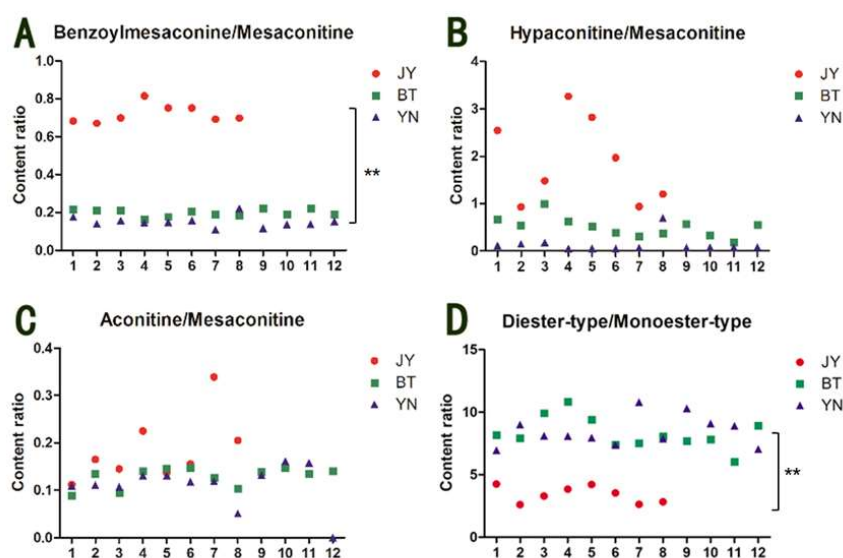 A
Benzoylmesaconine/Mesaconitine
Content ratio
1.0
0.8
0.6
0.4
0.2
0.0
1 2 3 4 5 6 7 8 9 10 11 12
JY
BT
YN
**
B
Hypaconitine/Mesaconitine
Content ratio
4
3
2
1
0
1 2 3 4 5 6 7 8 9 10 11 12
JY
BT
YN
C
Aconitine/Mesaconitine
Content ratio
0.4
0.3
0.2
0.1
0.0
1 2 3 4 5 6 7 8 9 10 11 12
JY
BT
YN
D
Diester-type/Monoester-type
Content ratio
15
10
5
0
1 2 3 4 5 6 7 8 9 10 11 12
JY
BT
YN
**